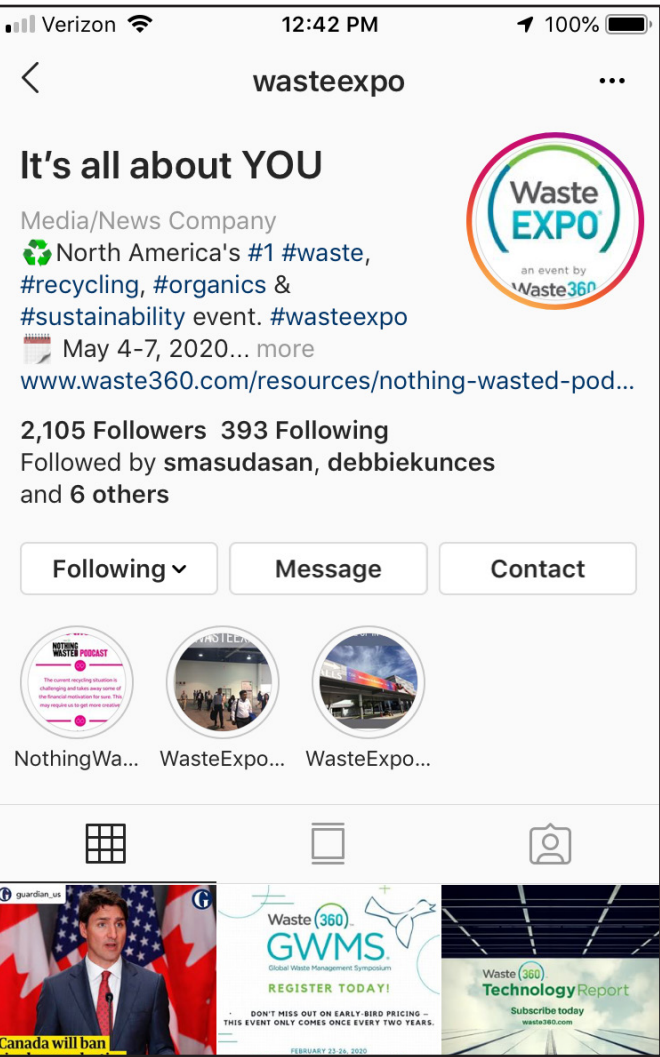 Verizon 12:42 PM 100%
wasteexpo
It's all about YOU
Waste
EXPO
an event by
Waste360
Media/News Company
North America's #1 #waste,
#recycling, #organics &
#sustainability event. #wasteexpo
May 4-7, 2020... more
www.waste360.com/resources/nothing-wasted-pod...
2,105 Followers 393 Following
Followed by smasudasan, debbiekunces
and 6 others
Following
Message
Contact
NOTHING
WASTED PODCAST
The current recycling situation is
challenging and takes away some of
the financial motivation for sure. This
may require us to get more creative
WASTEEX
NothingWa... WasteExpo... WasteExpo...
guardian_us
Canada will ban
Waste 360
GWMS
Global Waste Management Symposium
REGISTER TODAY!
DON'T MISS OUT ON EARLY-BIRD PRICING –
THIS EVENT ONLY COMES ONCE EVERY TWO YEARS.
FEBRUARY 23-26, 2020
Waste 360
Technology Report
Subscribe today
waste360.com